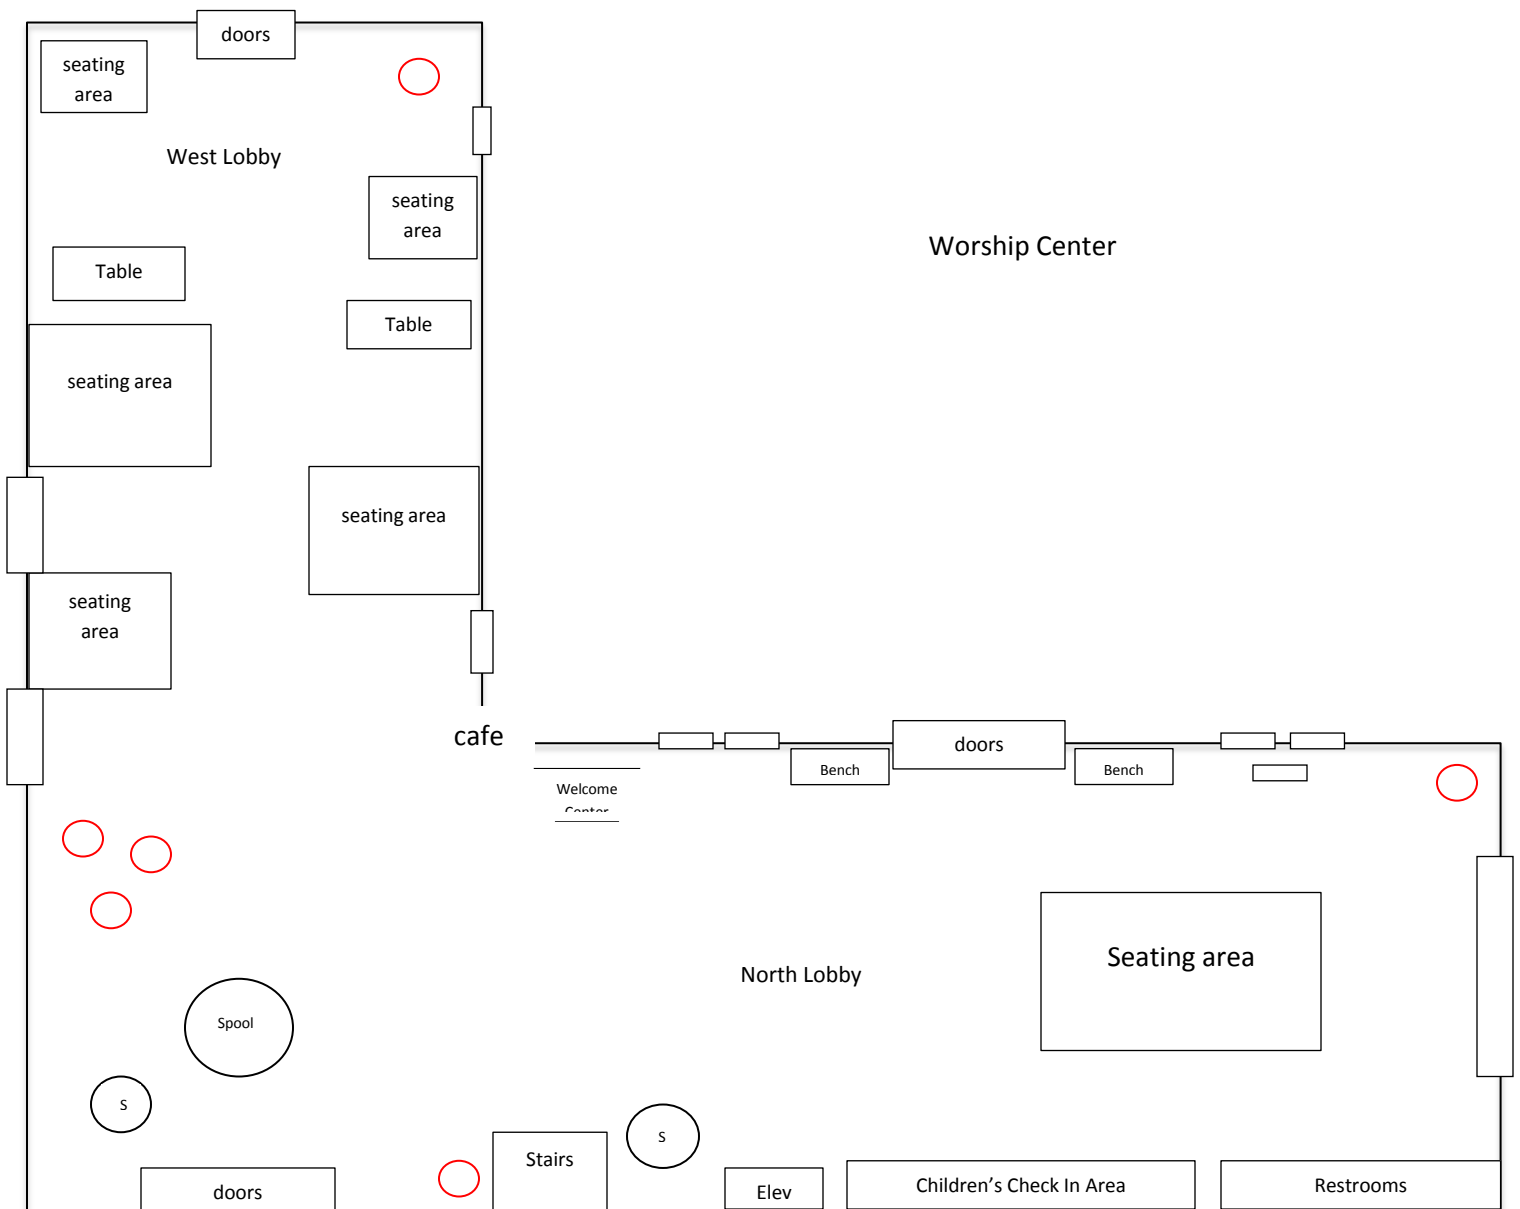 doors
seating
area
West Lobby
seating
area
Worship Center
Table
Table
seating area
seating area
seating
area
cafe
doors
Bench
Bench
Welcome
Center
Seating area
North Lobby
Spool
S
S
Stairs
doors
Elev
Children's Check In Area
Restrooms